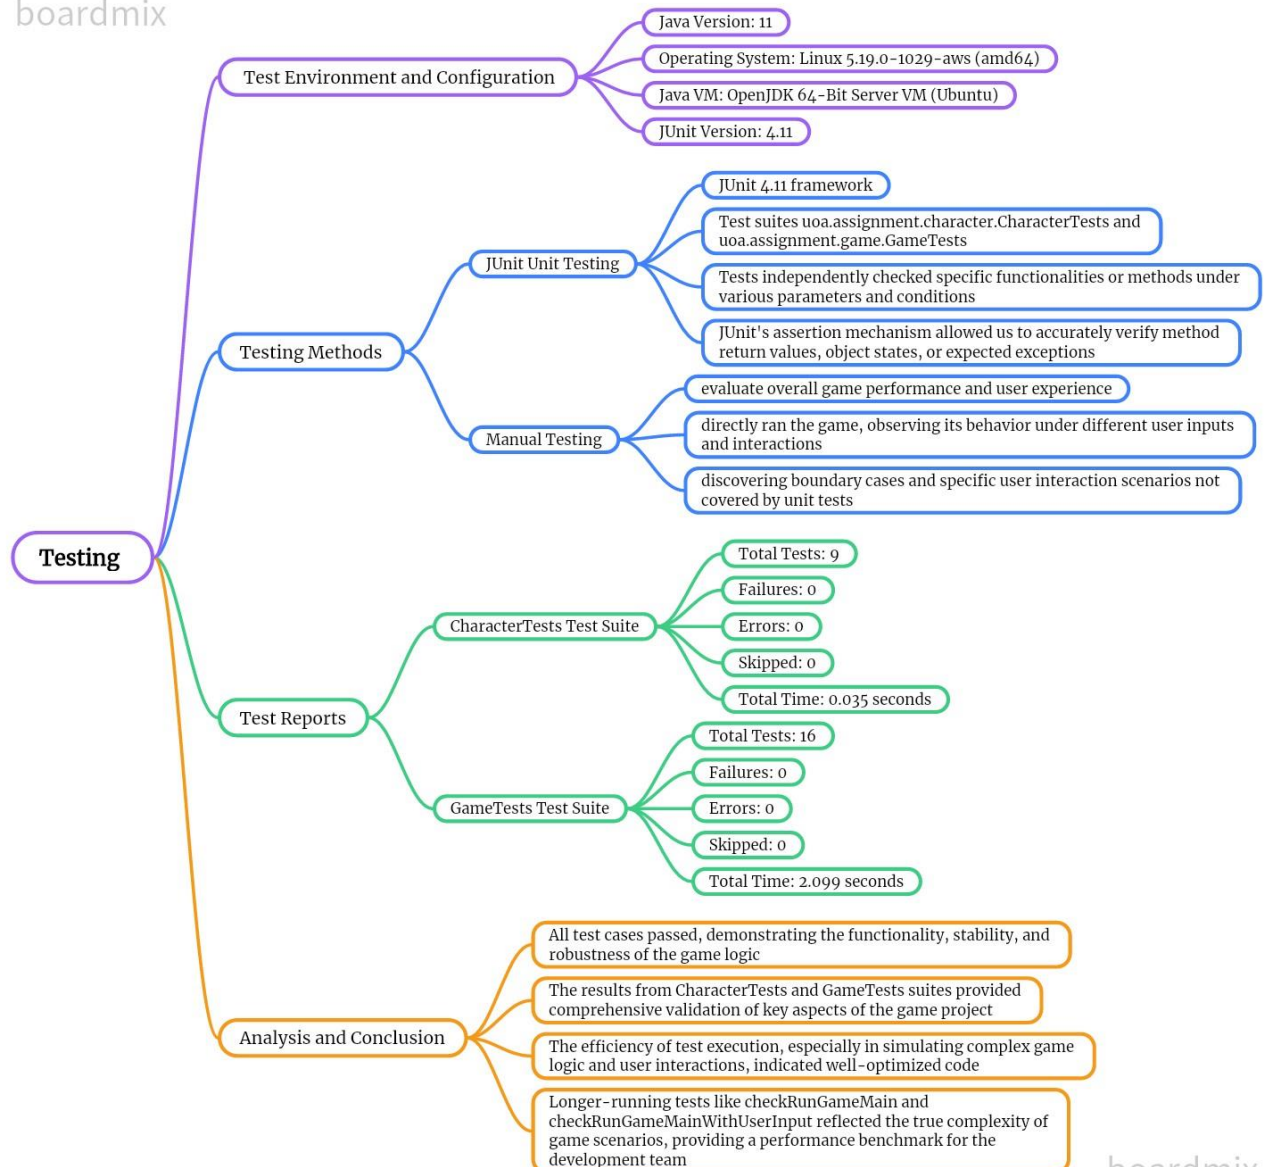 boardmix
Java Version: 11
Test Environment and Configuration
Operating System: Linux 5.19.0-1029-aws (amd64)
Java VM: OpenJDK 64-Bit Server VM (Ubuntu)
JUnit Version: 4.11
JUnit 4.11 framework
Test suites uoa.assignment.character.CharacterTests and
uoa.assignment.game.GameTests
JUnit Unit Testing
Tests independently checked specific functionalities or methods under
various parameters and conditions
JUnit's assertion mechanism allowed us to accurately verify method
return values, object states, or expected exceptions
Testing Methods
evaluate overall game performance and user experience
Manual Testing
directly ran the game, observing its behavior under different user inputs
and interactions
discovering boundary cases and specific user interaction scenarios not
covered by unit tests
Testing
Total Tests: 9
Failures: 0
CharacterTests Test Suite
Errors: 0
Skipped: 0
Total Time: 0.035 seconds
Test Reports
Total Tests: 16
Failures: 0
GameTests Test Suite
Errors: 0
Skipped: 0
Total Time: 2.099 seconds
All test cases passed, demonstrating the functionality, stability, and
robustness of the game logic
The results from CharacterTests and GameTests suites provided
comprehensive validation of key aspects of the game project
Analysis and Conclusion
The efficiency of test execution, especially in simulating complex game
logic and user interactions, indicated well-optimized code
Longer-running tests like checkRunGameMain and
checkRunGameMainWithUserInput reflected the true complexity of
game scenarios, providing a performance benchmark for the
development team
boardmix